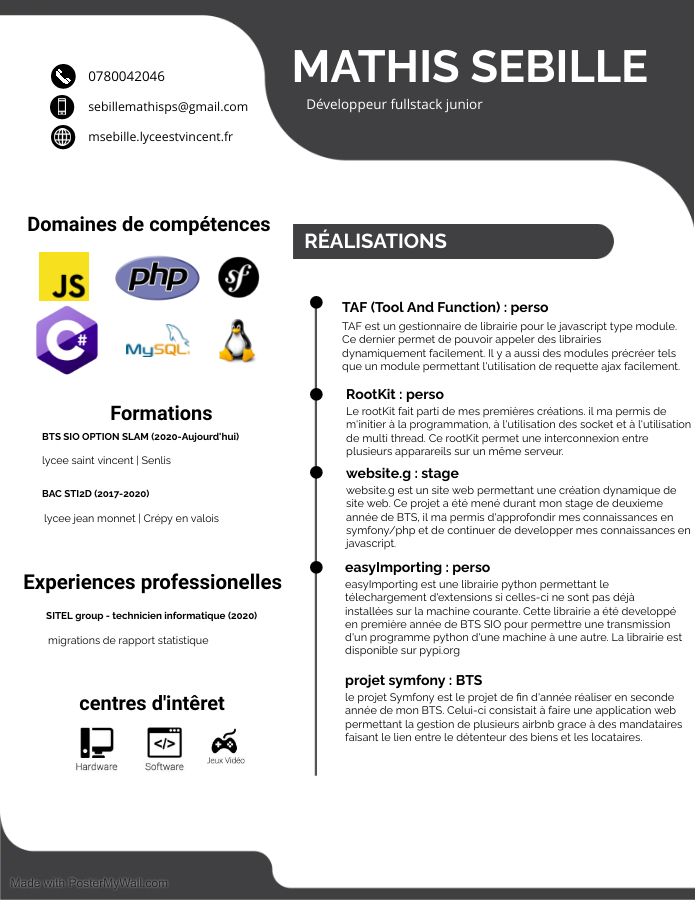 MATHIS SEBILLE
Développeur fullstack junior
0780042046
sebillemathisps@gmail.com
msebille.lyceestvincent.fr
Domaines de compétences
JS
php
sf
C#
MySQL
Formations
BTS SIO OPTION SLAM (2020-Aujourd'hui)
lycee saint vincent | Senlis
BAC STI2D (2017-2020)
lycee jean monnet | Crépy en valois
Experiences professionelles
SITEL group - technicien informatique (2020)
migrations de rapport statistique
centres d'intêret
Hardware
</>
Software
Jeux Vidéo
RÉALISATIONS
TAF (Tool And Function) : perso
TAF est un gestionnaire de librairie pour le javascript type module.
Ce dernier permet de pouvoir appeler des librairies
dynamiquement facilement. Il y a aussi des modules précréer tels
que un module permettant l'utilisation de requette ajax facilement.
RootKit : perso
Le rootKit fait parti de mes premières créations. il ma permis de
m'initier à la programmation, à l'utilisation des socket et à l'utilisation
de multi thread. Ce rootKit permet une interconnexion entre
plusieurs apparareils sur un même serveur.
website.g : stage
website.g est un site web permettant une création dynamique de
site web. Ce projet a été mené durant mon stage de deuxieme
année de BTS, il ma permis d'approfondir mes connaissances en
symfony/php et de continuer de developper mes connaissances en
javascript.
easyImporting : perso
easyImporting est une librairie python permettant le
télechargement d'extensions si celles-ci ne sont pas déjà
installées sur la machine courante. Cette librairie a été developpé
en première année de BTS SIO pour permettre une transmission
d'un programme python d'une machine à une autre. La librairie est
disponible sur pypi.org
projet symfony : BTS
le projet Symfony est le projet de fin d'année réaliser en seconde
année de mon BTS. Celui-ci consistait à faire une application web
permettant la gestion de plusieurs airbnb grace à des mandataires
faisant le lien entre le détenteur des biens et les locataires.
Made with PosterMyWall.com